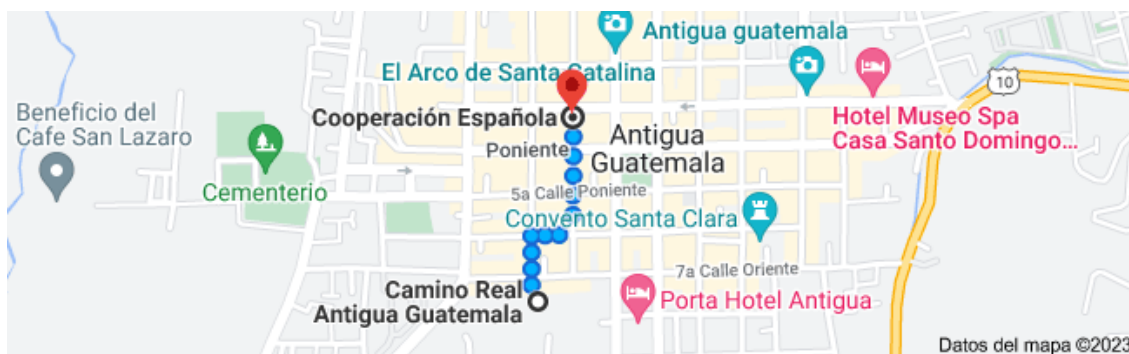 Antigua guatemala
El Arco de Santa Catalina
10
Beneficio del
Cafe San Lazaro
Cooperación Española
Hotel Museo Spa
Casa Santo Domingo...
Poniente
Antigua
Guatemala
Cementerio
5a Calle Poniente
Convento Santa Clara
7a Calle Oriente
Camino Real
Antigua Guatemala
Porta Hotel Antigua
Datos del mapa ©2023